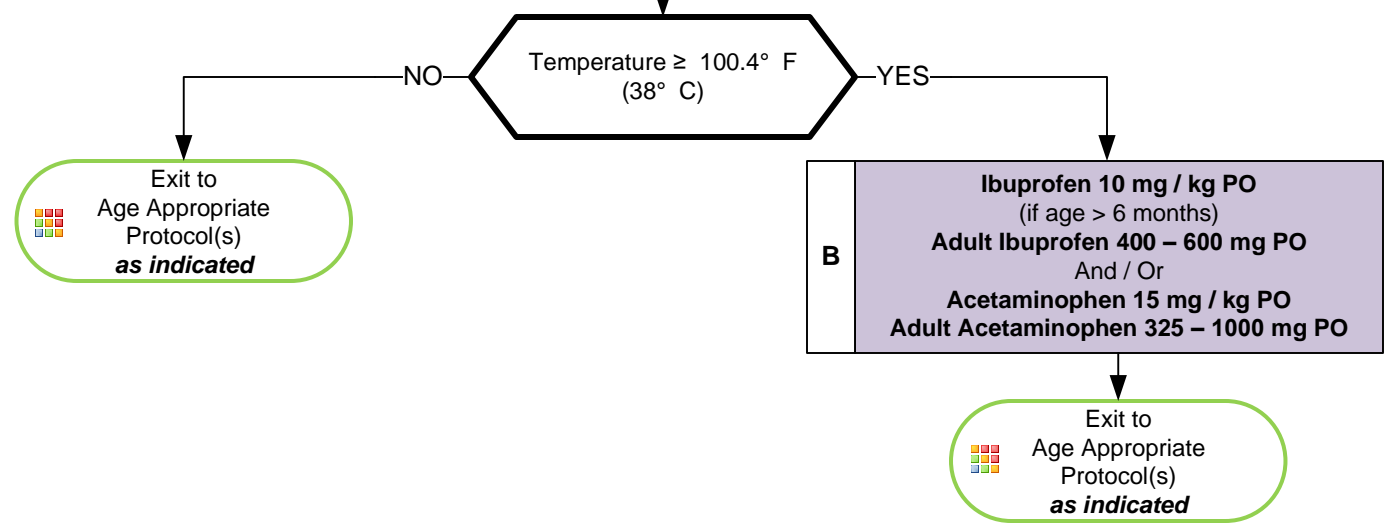 Temperature ≥ 100.4° F
(38° C)
NO
YES
Exit to
Age Appropriate
Protocol(s)
as indicated
B
Ibuprofen 10 mg / kg PO
(if age > 6 months)
Adult Ibuprofen 400 – 600 mg PO
And / Or
Acetaminophen 15 mg / kg PO
Adult Acetaminophen 325 – 1000 mg PO
Exit to
Age Appropriate
Protocol(s)
as indicated